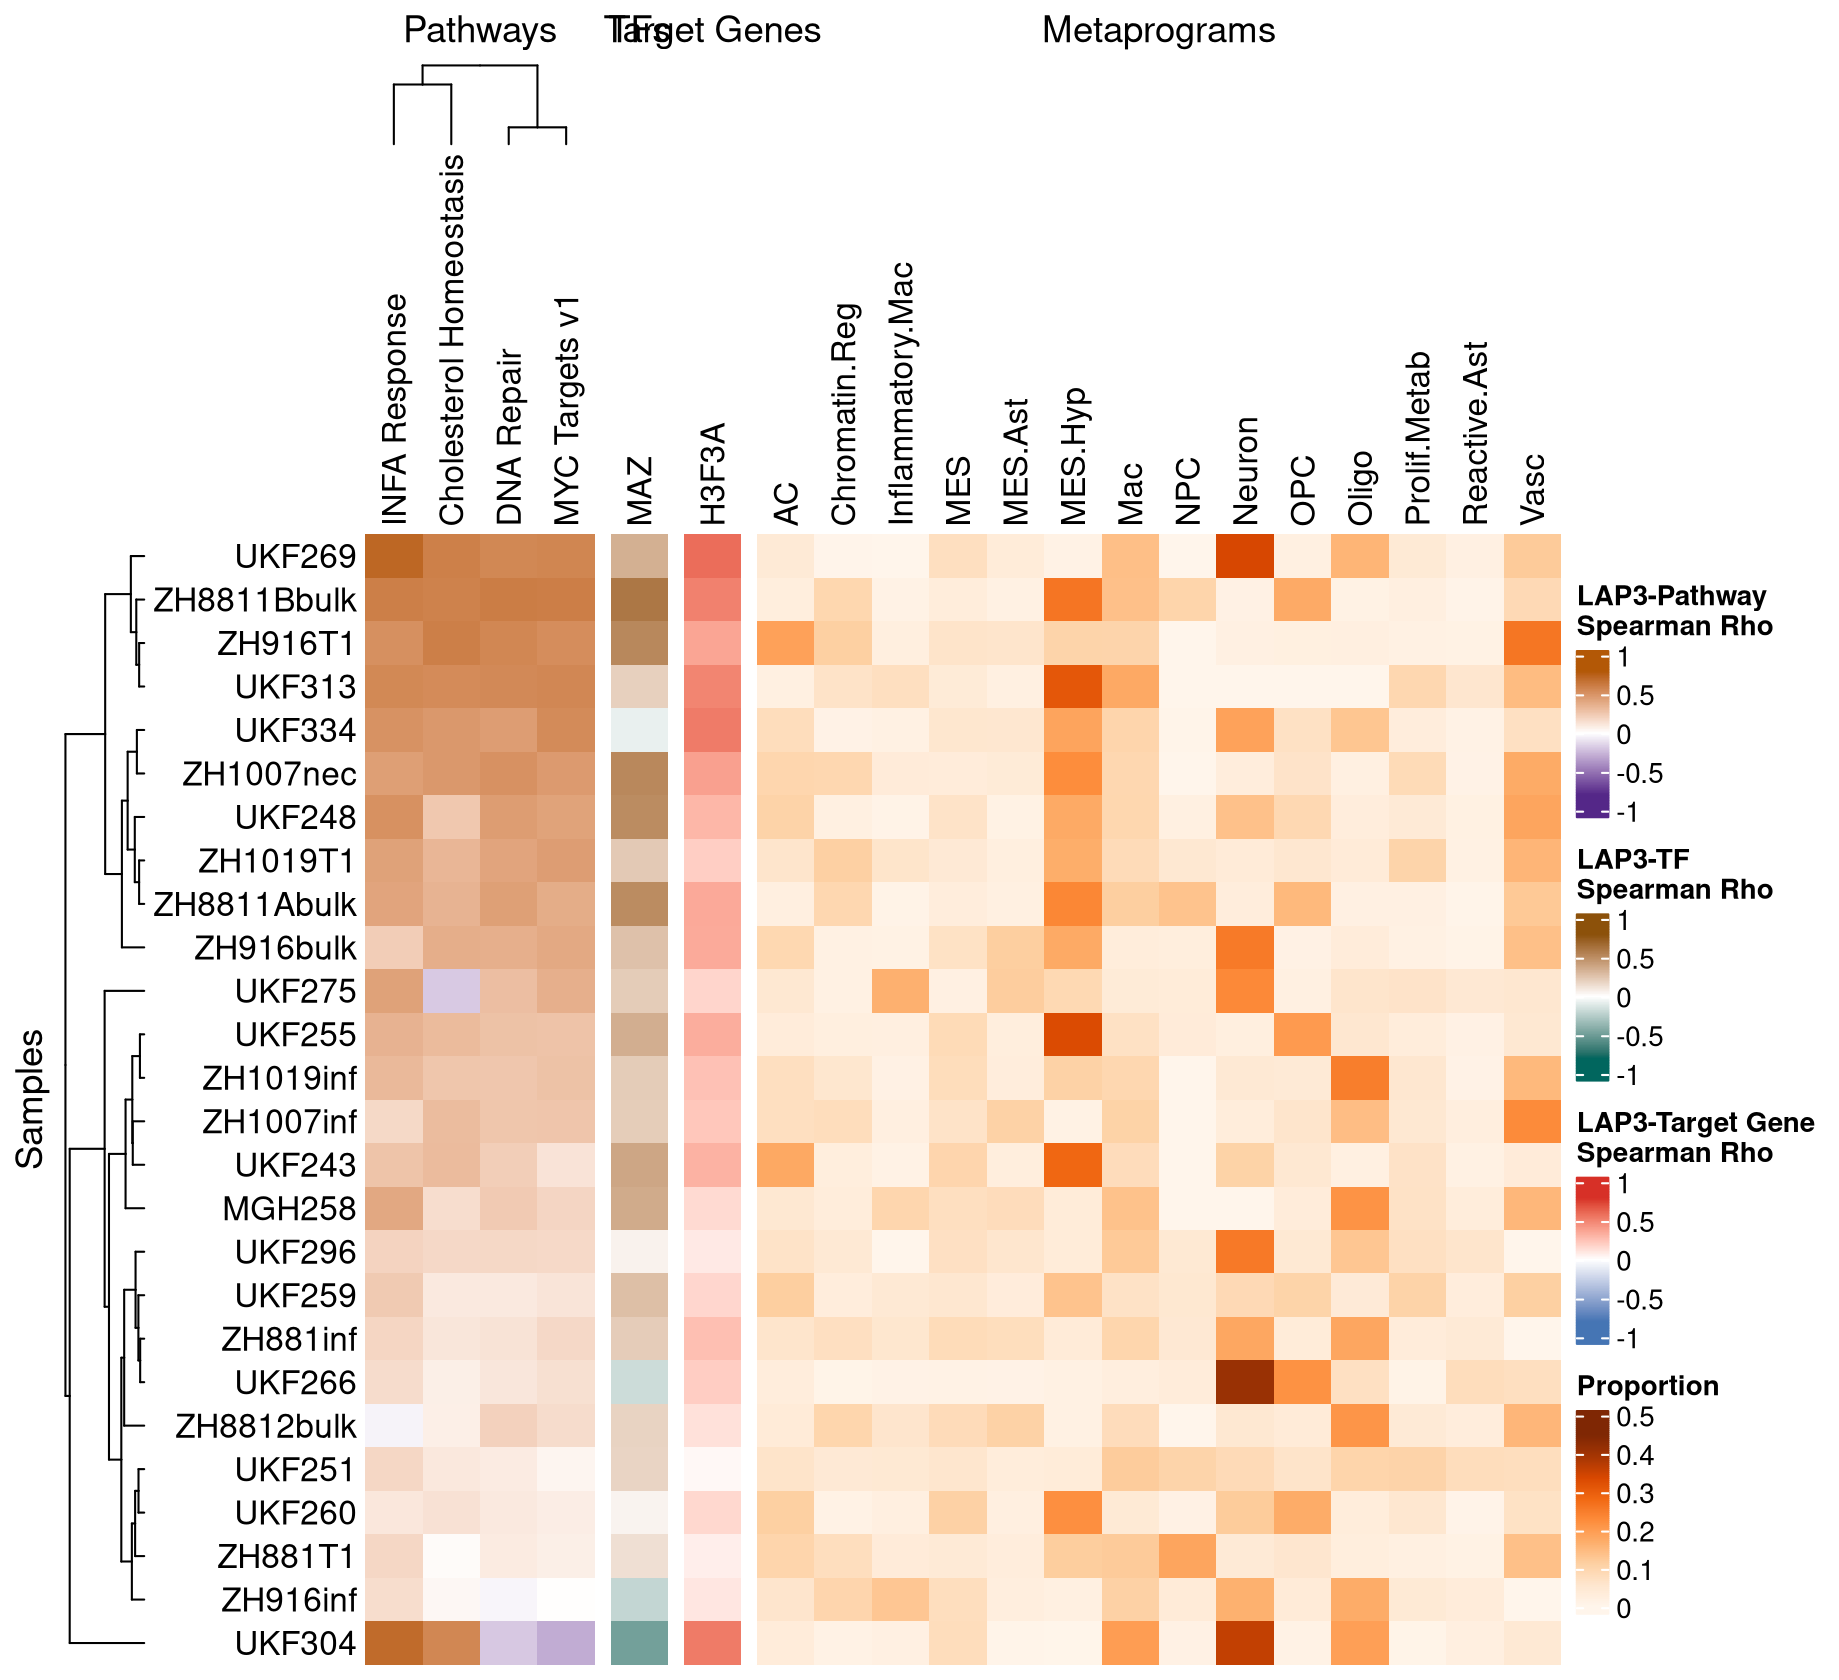 Pathways
TFs
Target Genes
Metaprograms
INFA Response
Cholesterol Homeostasis
DNA Repair
MYC Targets v1
MAZ
H3F3A
AC
Chromatin.Reg
Inflammatory.Mac
MES
MES.Ast
MES.Hyp
Mac
NPC
Neuron
OPC
Oligo
Prolif.Metab
Reactive.Ast
Vasc
Samples
UKF269
ZH8811Bbulk
ZH916T1
UKF313
UKF334
ZH1007nec
UKF248
ZH1019T1
ZH8811Abulk
ZH916bulk
UKF275
UKF255
ZH1019inf
ZH1007inf
UKF243
MGH258
UKF296
UKF259
ZH881inf
UKF266
ZH8812bulk
UKF251
UKF260
ZH881T1
ZH916inf
UKF304
LAP3-Pathway
Spearman Rho
1
0.5
0
-0.5
-1
LAP3-TF
Spearman Rho
1
0.5
0
-0.5
-1
LAP3-Target Gene
Spearman Rho
1
0.5
0
-0.5
-1
Proportion
0.5
0.4
0.3
0.2
0.1
0